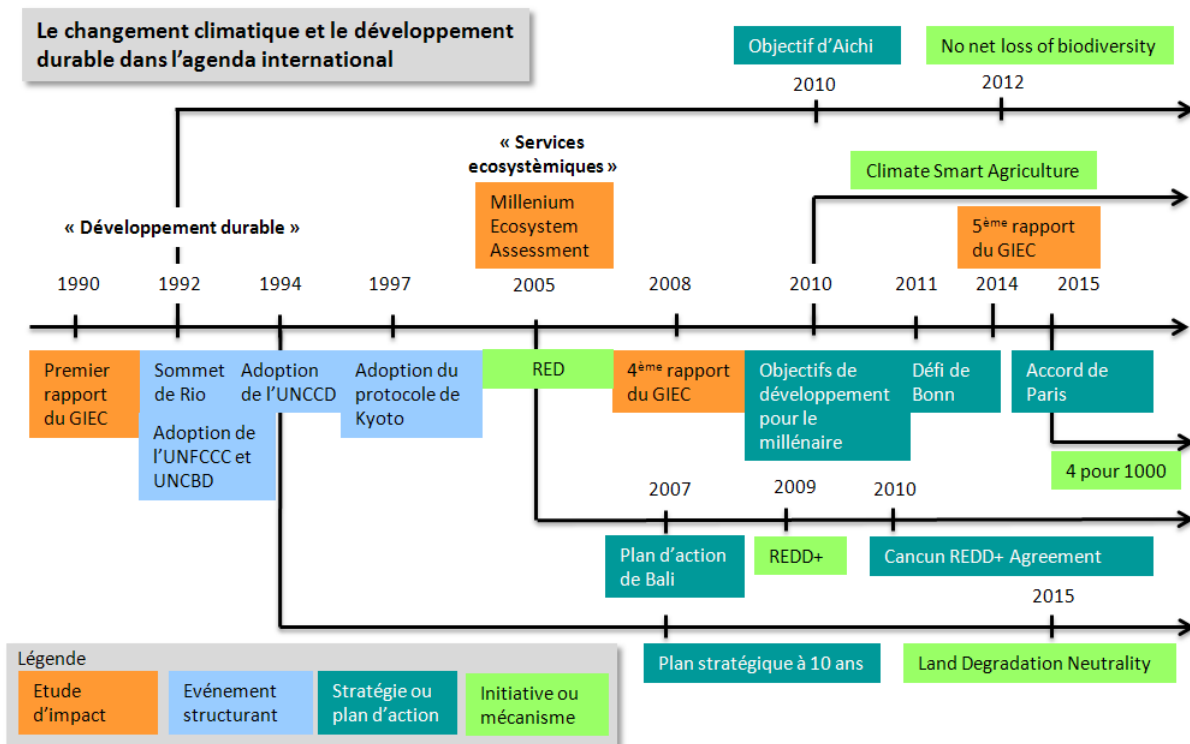 Le changement climatique et le développement
durable dans l'agenda international
Objectif d'Aichi
No net loss of biodiversity
2010
2012
« Services
ecosystèmiques »
Climate Smart Agriculture
Millenium
Ecosystem
Assessment
« Développement durable »
5ème rapport
du GIEC
1990
1992
1994
1997
2005
2008
2010
2011
2014
2015
Premier
rapport
du GIEC
Sommet
de Rio
Adoption de
l'UNFCCC et
UNCBD
Adoption
de l'UNCCD
Adoption du
protocole de
Kyoto
RED
4ème rapport
du GIEC
Objectifs de
développement
pour le
millénaire
Défi de
Bonn
Accord de
Paris
4 pour 1000
2007
2009
2010
Plan d'action
de Bali
REDD+
Cancun REDD+ Agreement
2015
Plan stratégique à 10 ans
Land Degradation Neutrality
Légende
Etude
d'impact
Evénement
structurant
Stratégie ou
plan d'action
Initiative ou
mécanisme